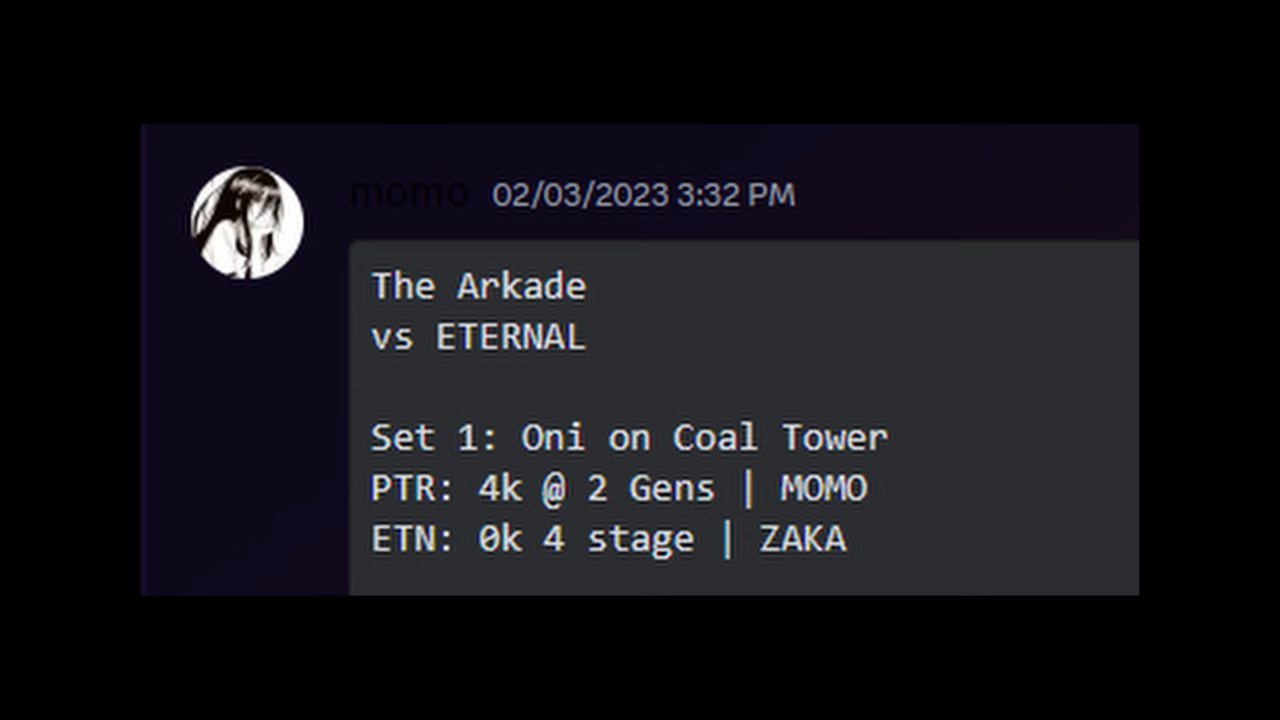 momo 02/03/2023 3:32 PM
The Arkade
vs ETERNAL
Set 1: Oni on Coal Tower
PTR: 4k @ 2 Gens | MOMO
ETN: 0k 4 stage | ZAKA